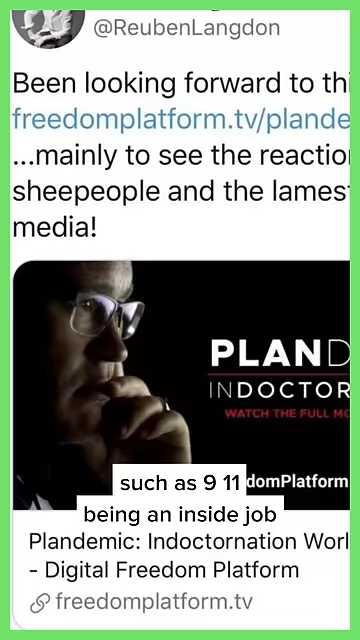 @ReubenLangdon
Been looking forward to thi
freedomplatform.tv/plande
...mainly to see the reactio
sheepeople and the lames
media!
PLAND
INDOCTOR
WATCH THE FULL MO
domPlatform
such as 9 11
being an inside job
Plandemic: Indoctornation Worl
- Digital Freedom Platform
freedomplatform.tv